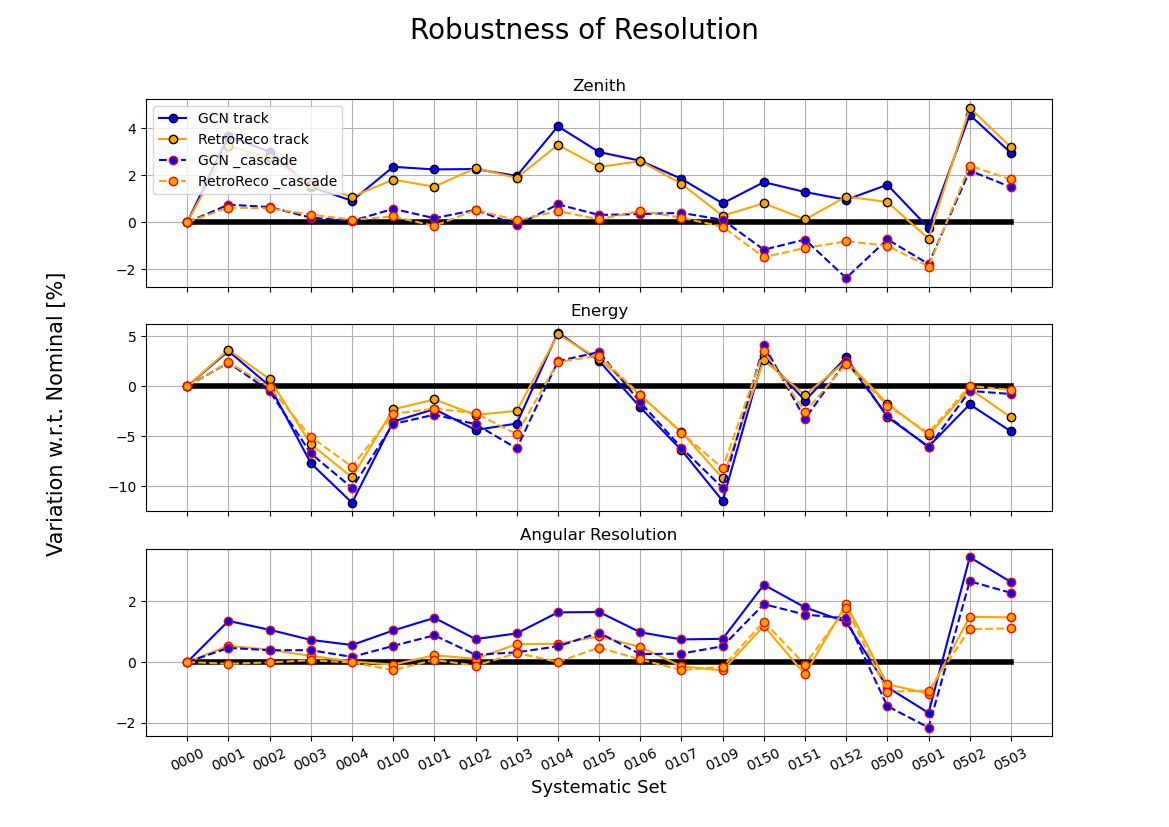 Robustness of Resolution
Zenith
GCN track
RetroReco track
GCN _cascade
RetroReco _cascade
4
2
0
−2
Energy
5
0
−5
−10
Variation w.r.t. Nominal [%]
Angular Resolution
2
0
−2
0000 0001 0002 0003 0004 0100 0101 0102 0103 0104 0105 0106 0107 0109 0150 0151 0152 0500 0501 0502 0503
Systematic Set